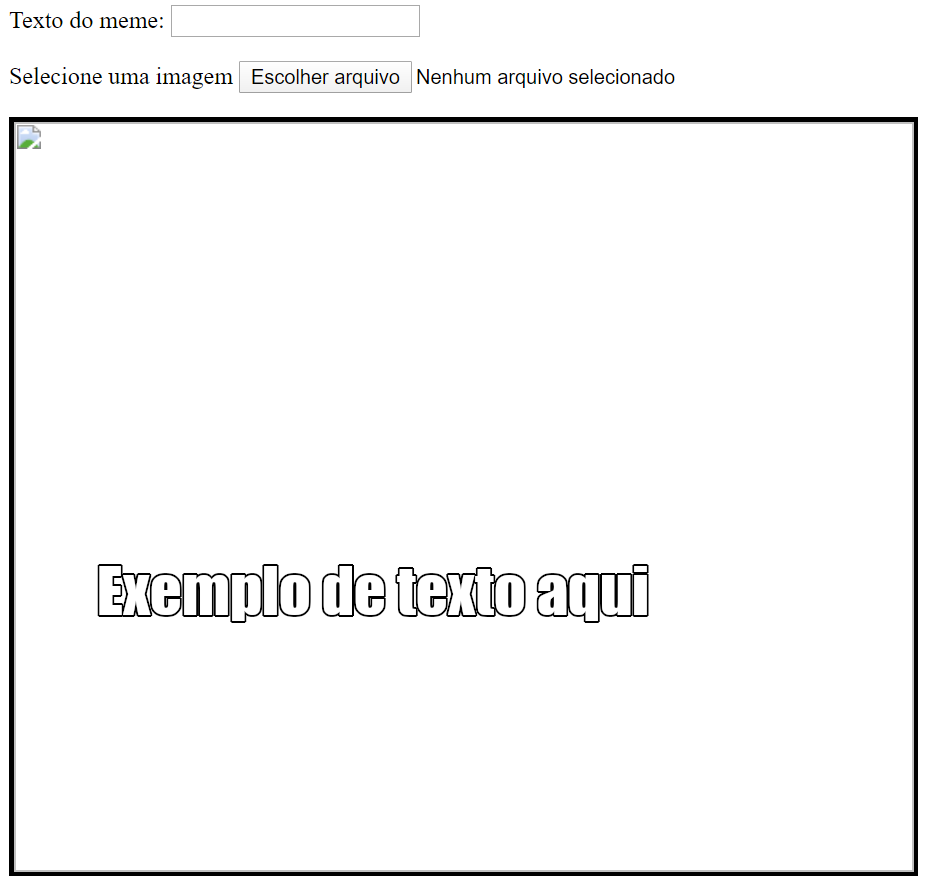 Texto do meme:
Selecione uma imagem Escolher arquivo Nenhum arquivo selecionado
Exemplo de texto aqui